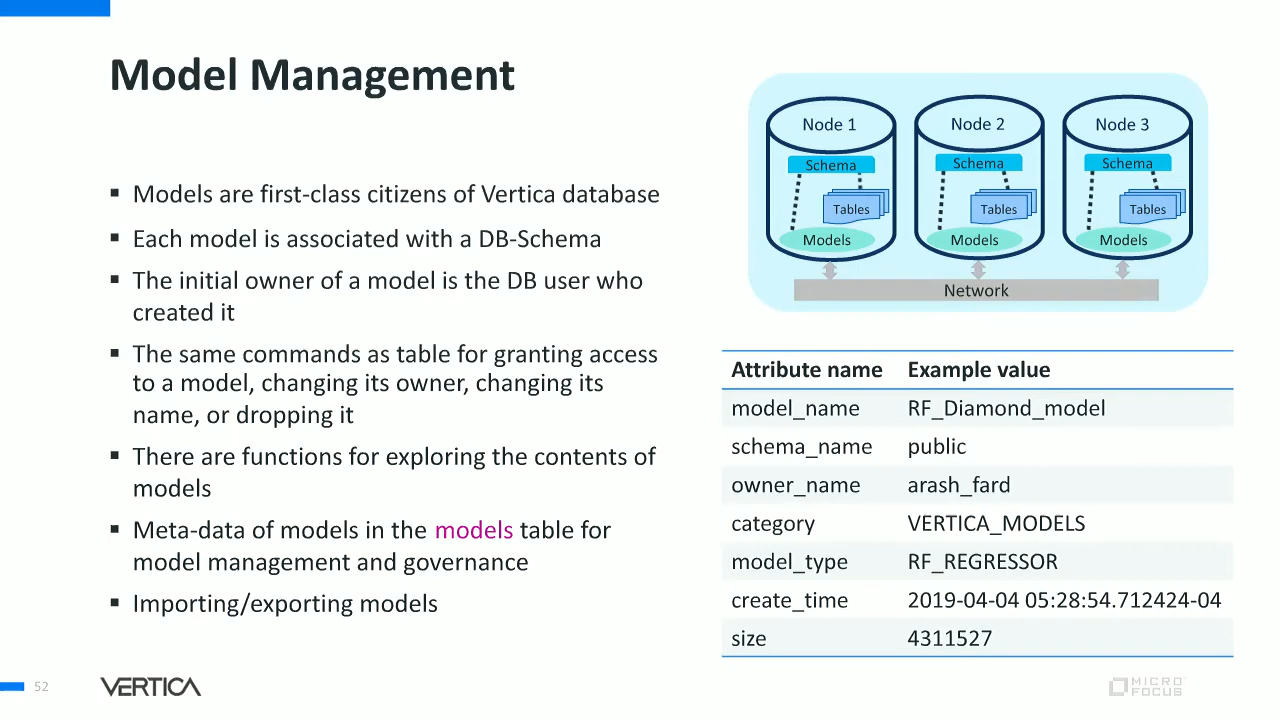 Model Management
▪ Models are first-class citizens of Vertica database
▪ Each model is associated with a DB-Schema
▪ The initial owner of a model is the DB user who
created it
▪ The same commands as table for granting access
to a model, changing its owner, changing its
name, or dropping it
▪ There are functions for exploring the contents of
models
▪ Meta-data of models in the models table for
model management and governance
▪ Importing/exporting models
Node 1 Node 2 Node 3
Schema Schema Schema
Tables Tables Tables
Models Models Models
Network
Attribute name Example value
model_name RF_Diamond_model
schema_name public
owner_name arash_fard
category VERTICA_MODELS
model_type RF_REGRESSOR
create_time 2019-04-04 05:28:54.712424-04
size 4311527
52
VERTICA
MICRO
FOCUS